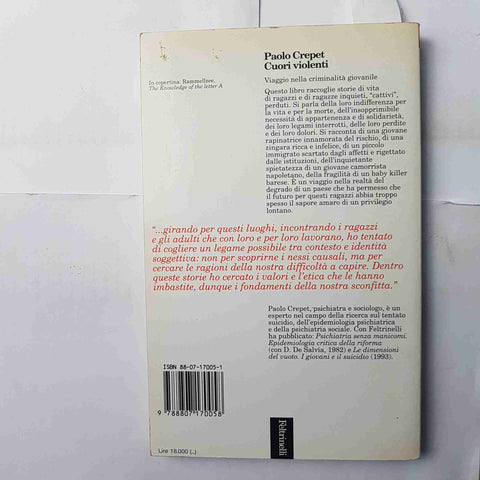 Paolo Crepet
Cuori violenti
Viaggio nella criminalità giovanile
In copertina: Rammellzee,
The Knowledge of the letter A
Questo libro raccoglie storie di vita
di ragazzi e di ragazze inquieti, "cattivi",
perduti. Si parla della loro indifferenza per
la vita e per la morte, dell'insopprimibile
necessità di appartenenza e di solidarietà,
dei loro legami interrotti, delle loro perdite
e dei loro dolori. Si racconta di una giovane
rapinatrice innamorata del rischio, di una
zingara ricca e infelice, di un piccolo
immigrato scartato dagli affetti e rigettato
dalle istituzioni, dell'inquietante
spietatezza di un giovane camorrista
napoletano, della fragilità di un baby killer
barese. È un viaggio nella realtà del
degrado di un paese che ha permesso che
il futuro per questi ragazzi abbia troppo
spesso il sapore amaro di un privilegio
lontano.
"...girando per questi luoghi, incontrando i ragazzi
e gli adulti che con loro e per loro lavorano, ho tentato
di cogliere un legame possibile tra contesto e identità
soggettiva: non per scoprirne i nessi causali, ma per
cercare le ragioni della nostra difficoltà a capire. Dentro
queste storie ho cercato i valori e l'etica che le hanno
imbastite, dunque i fondamenti della nostra sconfitta."
Paolo Crepet, psichiatra e sociologo, è un
esperto nel campo della ricerca sul tentato
suicidio, dell'epidemiologia psichiatrica
e della psichiatria sociale. Con Feltrinelli
ha pubblicato: Psichiatria senza manicomi.
Epidemiologia critica della riforma
(con D. De Salvia, 1982) e Le dimensioni
del vuoto. I giovani e il suicidio (1993).
ISBN 88-07-17005-1
9 788807 170058
Feltrinelli
Lire 18.000 (..)